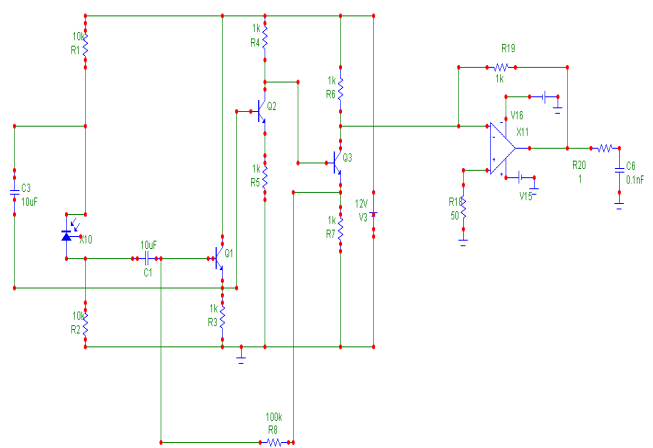 10k
R1
1k
R4
R19
1k
1k
R6
V16
X11
Q2
Q3
C3
10uF
1k
R5
R18
50
V15
R20
1
C6
0.1nF
12V
V3
X10
10uF
C1
Q1
1k
R7
10k
R2
1k
R3
100k
R8